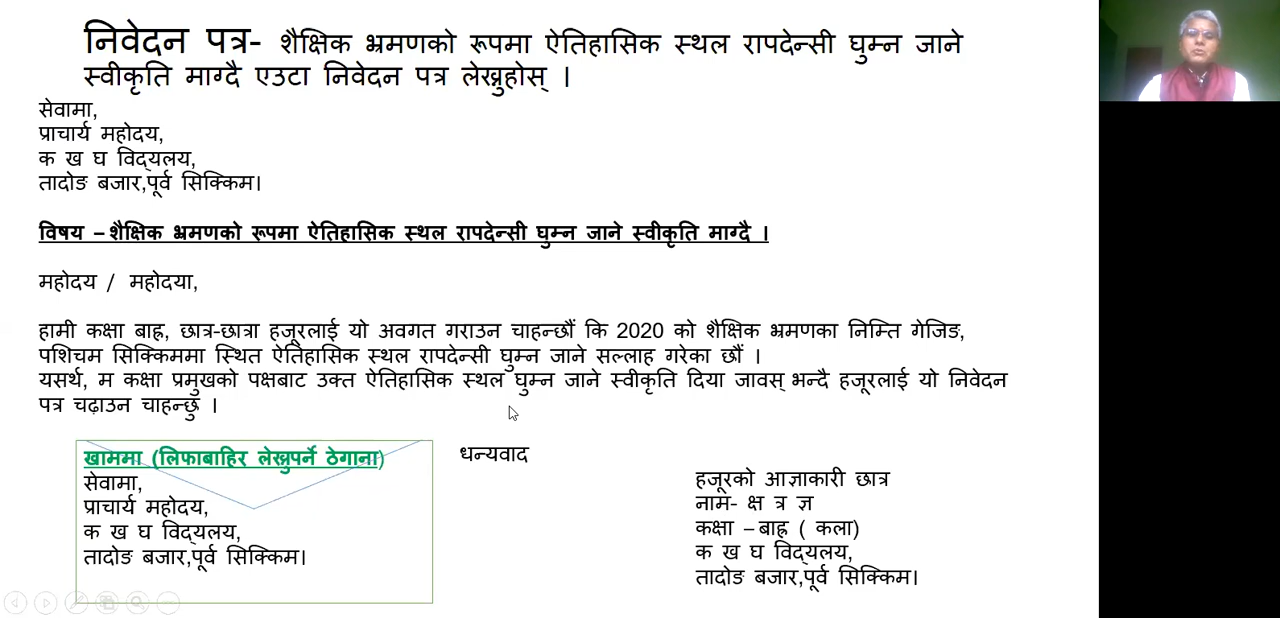 निवेदन पत्र- शैक्षिक भ्रमणको रूपमा ऐतिहासिक स्थल रापदेन्सी घुम्न जाने
स्वीकृति माग्दै एउटा निवेदन पत्र लेख्नुहोस् ।
सेवामा,
प्राचार्य महोदय,
क ख घ विद्यलय,
तादोङ बजार,पूर्व सिक्किम।
विषय – शैक्षिक भ्रमणको रूपमा ऐतिहासिक स्थल रापदेन्सी घुम्न जाने स्वीकृति माग्दै ।
महोदय / महोदया,
हामी कक्षा बाह्र, छात्र-छात्रा हजूरलाई यो अवगत गराउन चाहन्छौं कि 2020 को शैक्षिक भ्रमणका निम्ति गेजिङ,
पशिचम सिक्किममा स्थित ऐतिहासिक स्थल रापदेन्सी घुम्न जाने सल्लाह गरेका छौं ।
यसर्थ, म कक्षा प्रमुखको पक्षबाट उक्त ऐतिहासिक स्थल घुम्न जाने स्वीकृति दिया जावस् भन्दै हजूरलाई यो निवेदन
पत्र चढ़ाउन चाहन्छु ।
धन्यवाद
खाममा (लिफाबाहिर लेख्नुपर्ने ठेगाना)
सेवामा,
प्राचार्य महोदय,
क ख घ विद्यलय,
तादोङ बजार,पूर्व सिक्किम।
हजूरको आज्ञाकारी छात्र
नाम- क्ष त्र ज्ञ
कक्षा – बाह्र ( कला)
क ख घ विद्यलय,
तादोङ बजार,पूर्व सिक्किम।